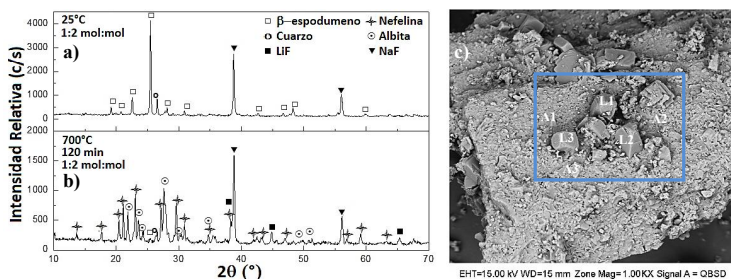 Intensidad Relativa (c/s)
25°C
1:2 mol:mol
a)
β-espodumeno
Nefelina
Cuarzo
Albita
LiF
NaF
4000
3000
2000
1000
0
700°C
120 min
1:2 mol:mol
b)
2000
1500
1000
500
0
10 20 30 40 50 60 70
2θ (°)
c)
L1
A1
A2
L3
L2
A3
EHT=15.00 kV WD=15 mm Zone Mag= 1.00KX Signal A = QBSD